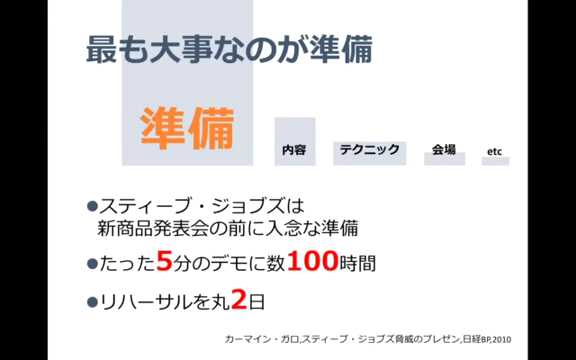 最も大事なのが準備
準備
内容
テクニック
会場
etc
●スティーブ・ジョブズは
新商品発表会の前に入念な準備
●たった5分のデモに数100時間
●リハーサルを丸2日
カーマイン・ガロ,スティーブ・ジョブズ脅威のプレゼン,日経BP,2010